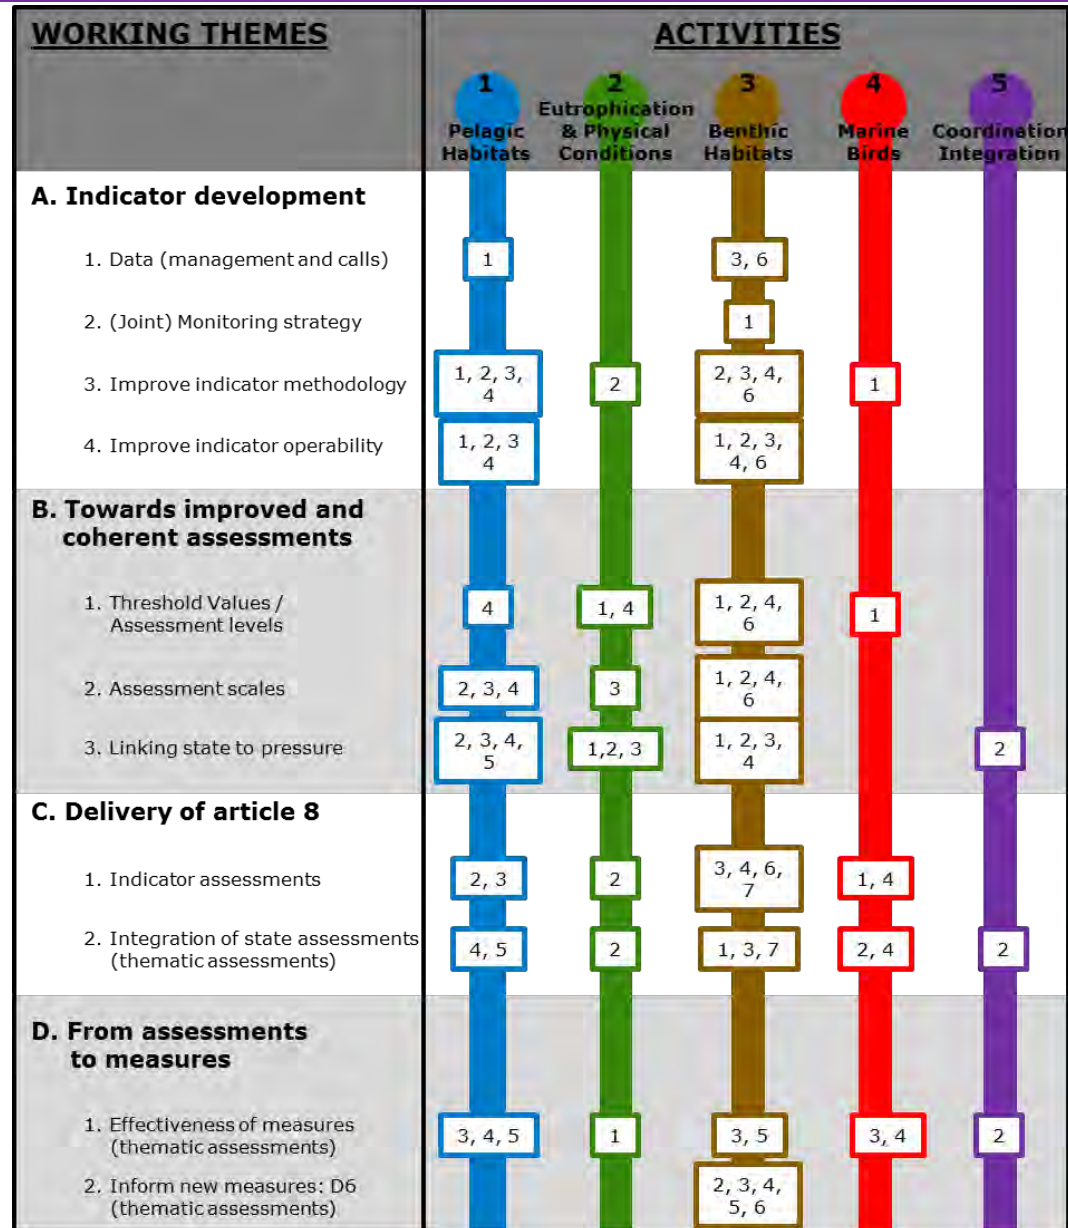 WORKING THEMES
ACTIVITIES
1
Pelagic
Habitats
2
Eutrophication
& Physical
Conditions
3
Benthic
Habitats
4
Marine
Birds
5
Coordination
Integration
A. Indicator development
1. Data (management and calls)
1
3, 6
2. (Joint) Monitoring strategy
1
3. Improve indicator methodology
1, 2, 3,
4
2
2, 3, 4,
6
1
4. Improve indicator operability
1, 2, 3
4
1, 2, 3,
4, 6
B. Towards improved and
coherent assessments
1. Threshold Values /
Assessment levels
4
1, 4
1, 2, 4,
6
1
2. Assessment scales
2, 3, 4
3
1, 2, 4,
6
3. Linking state to pressure
2, 3, 4,
5
1,2, 3
1, 2, 3,
4
2
C. Delivery of article 8
1. Indicator assessments
2, 3
2
3, 4, 6,
7
1, 4
2. Integration of state assessments
(thematic assessments)
4, 5
2
1, 3, 7
2, 4
2
D. From assessments
to measures
1. Effectiveness of measures
(thematic assessments)
3, 4, 5
1
3, 5
3, 4
2
2. Inform new measures: D6
(thematic assessments)
2, 3, 4,
5, 6